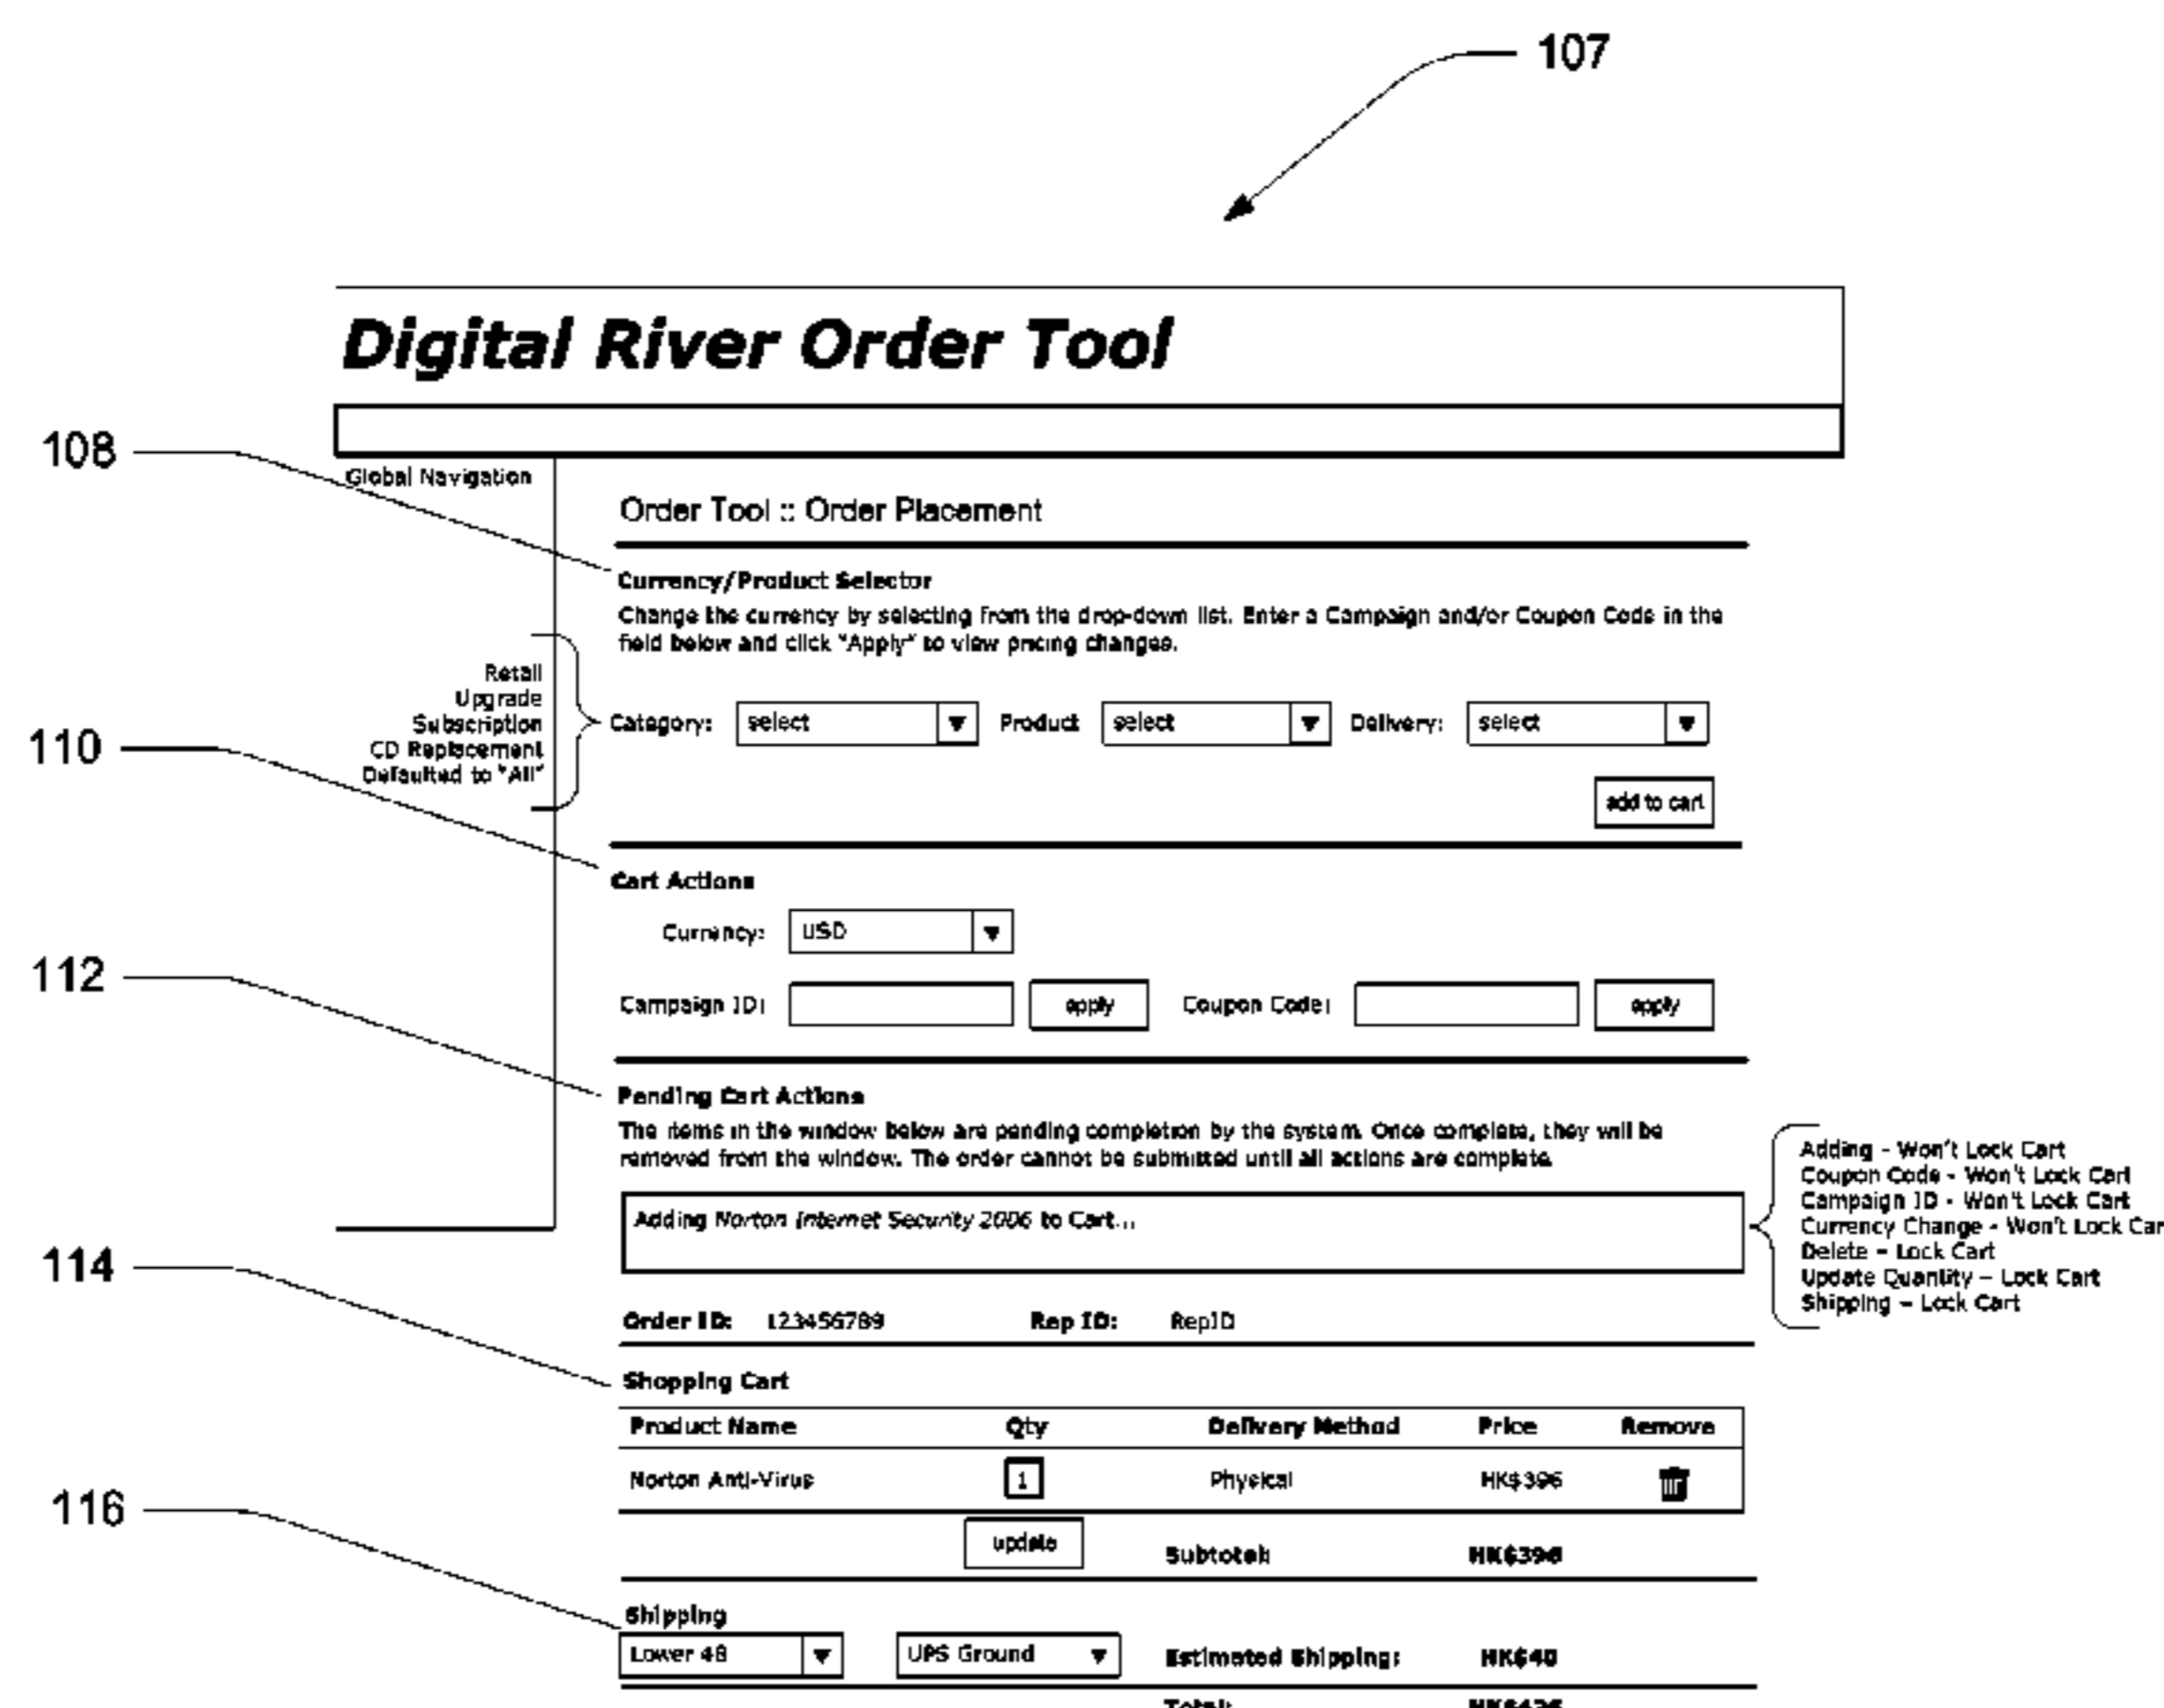 107
Digital River Order Tool
108
Global Navigation
Order Tool :: Order Placement
Currency/Product Selector
Change the currency by selecting from the drop-down list. Enter a Campaign and/or Coupon Code in the
field below and click "Apply" to view pricing changes.
Retail
Upgrade
Subscription
CD Replacement
Defaulted to "All"
110
Category: select Product select Delivery: select
add to cart
Cart Actions
Currency: USD
112
Campaign ID: apply Coupon Code: apply
Pending Cart Actions
The items in the window below are pending completion by the system. Once complete, they will be
removed from the window. The order cannot be submitted until all actions are complete.
Adding Norton Internet Security 2006 to Cart...
Adding - Won't Lock Cart
Coupon Code - Won't Lock Cart
Campaign ID - Won't Lock Cart
Currency Change - Won't Lock Car
Delete – Lock Cart
Update Quantity – Lock Cart
Shipping – Lock Cart
114
Order ID: 123456789 Rep ID: RepID
Shopping Cart
Product Name Qty Delivery Method Price Remove
Norton Anti-Virus 1 Physical HK$396
116
update Subtotal: HK$396
Shipping
Lower 48 UPS Ground Estimated Shipping: HK$40
Total: